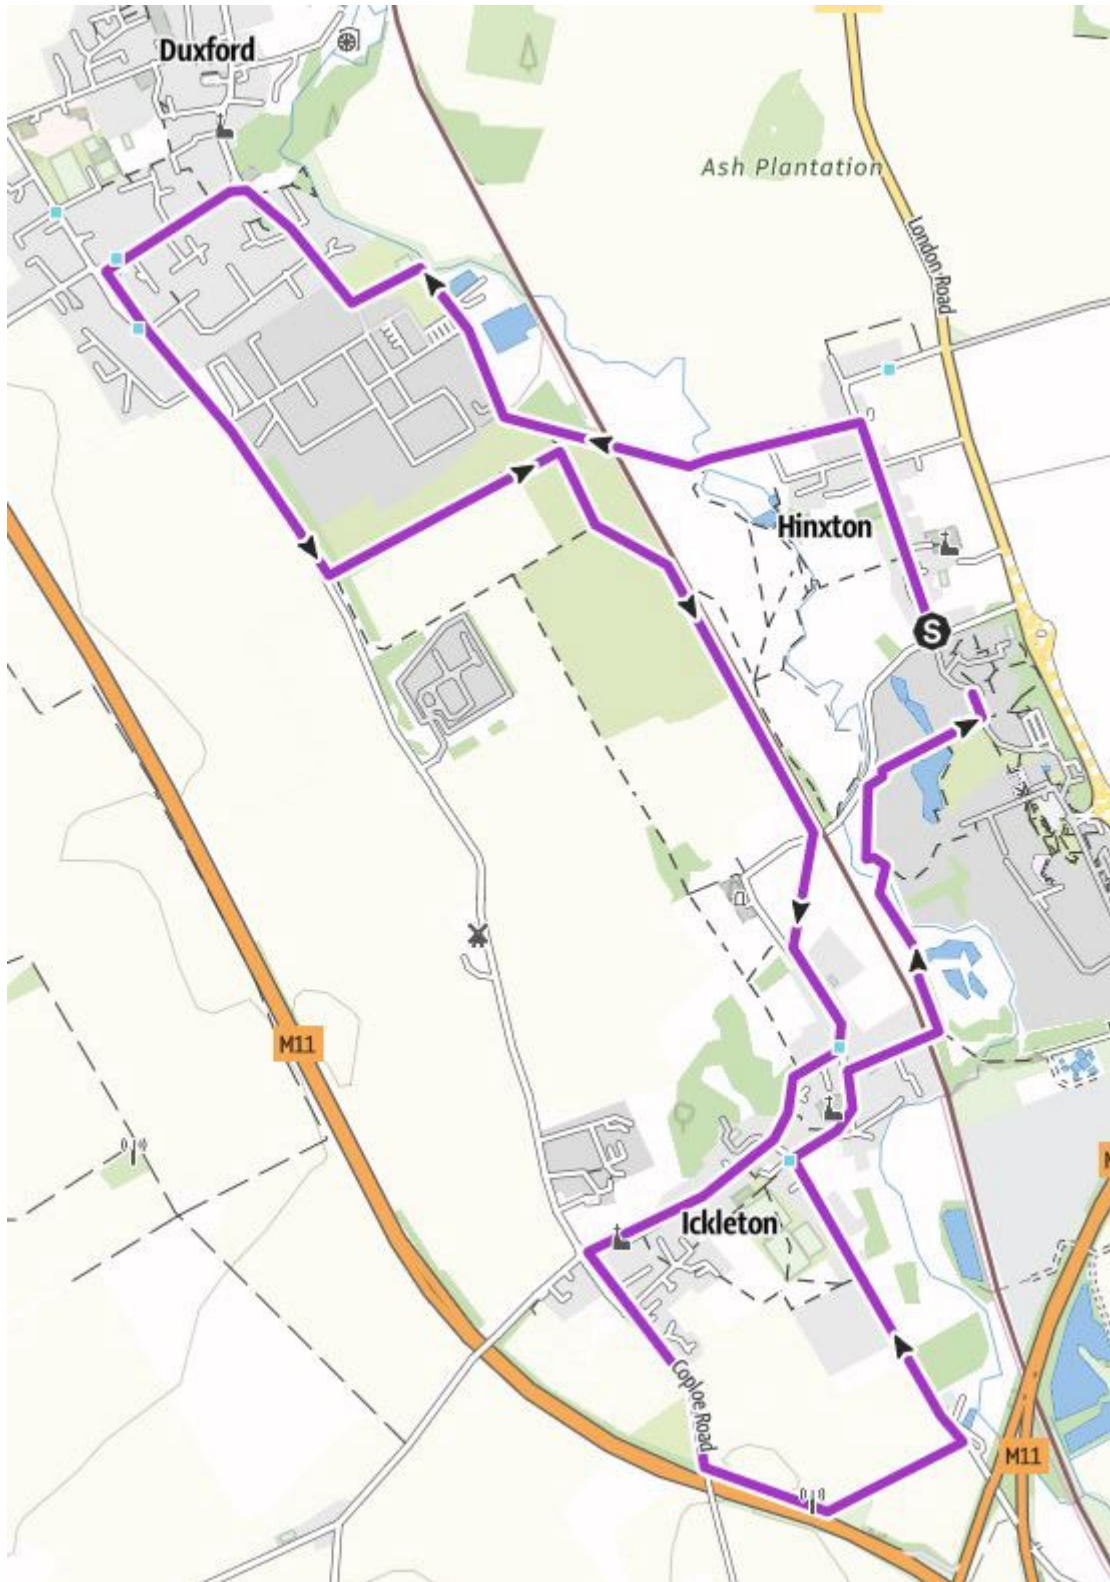 Duxford
Ash Plantation
London Road
Hinxton
S
M11
Ickleton
Coploe Road
M11